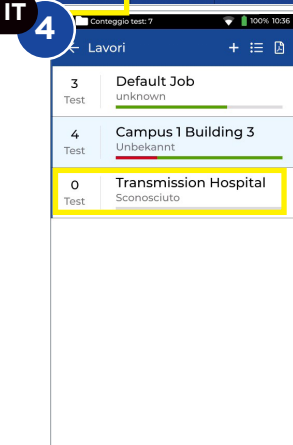 IT
4
Conteggio test: 7 100% 10:36
← Lavori
3 Test Default Job
unknown
4 Test Campus 1 Building 3
Unbekannt
0 Test Transmission Hospital
Sconosciuto